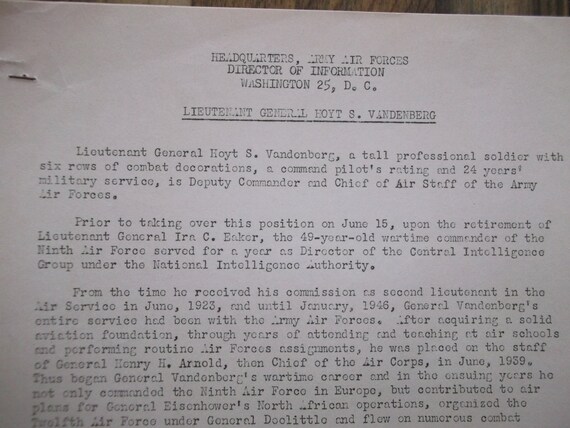 HEADQUARTERS, ARMY AIR FORCES
DIRECTOR OF INFORMATION
WASHINGTON 25, D. C.
LIEUTENANT GENERAL HOYT S. VANDENBERG
Lieutenant General Hoyt S. Vandenberg, a tall professional soldier with
six rows of combat decorations, a command pilot's rating and 24 years'
military service, is Deputy Commander and Chief of Air Staff of the Army
Air Forces.
Prior to taking over this position on June 15, upon the retirement of
Lieutenant General Ira C. Eaker, the 49-year-old wartime commander of the
Ninth Air Force served for a year as Director of the Central Intelligence
Group under the National Intelligence Authority.
From the time he received his commission as second lieutenant in the
Air Service in June, 1923, and until January, 1946, General Vandenberg's
entire service had been with the Army Air Forces. After acquiring a solid
aviation foundation, through years of attending and teaching at air schools
and performing routine Air Forces assignments, he was placed on the staff
of General Henry H. Arnold, then Chief of the Air Corps, in June, 1939.
Thus began General Vandenberg's wartime career and in the ensuing years he
not only commanded the Ninth Air Force in Europe, but contributed to air
plans for General Eisenhower's North African operations, organized the
Twelfth Air Force under General Doolittle and flew on numerous combat